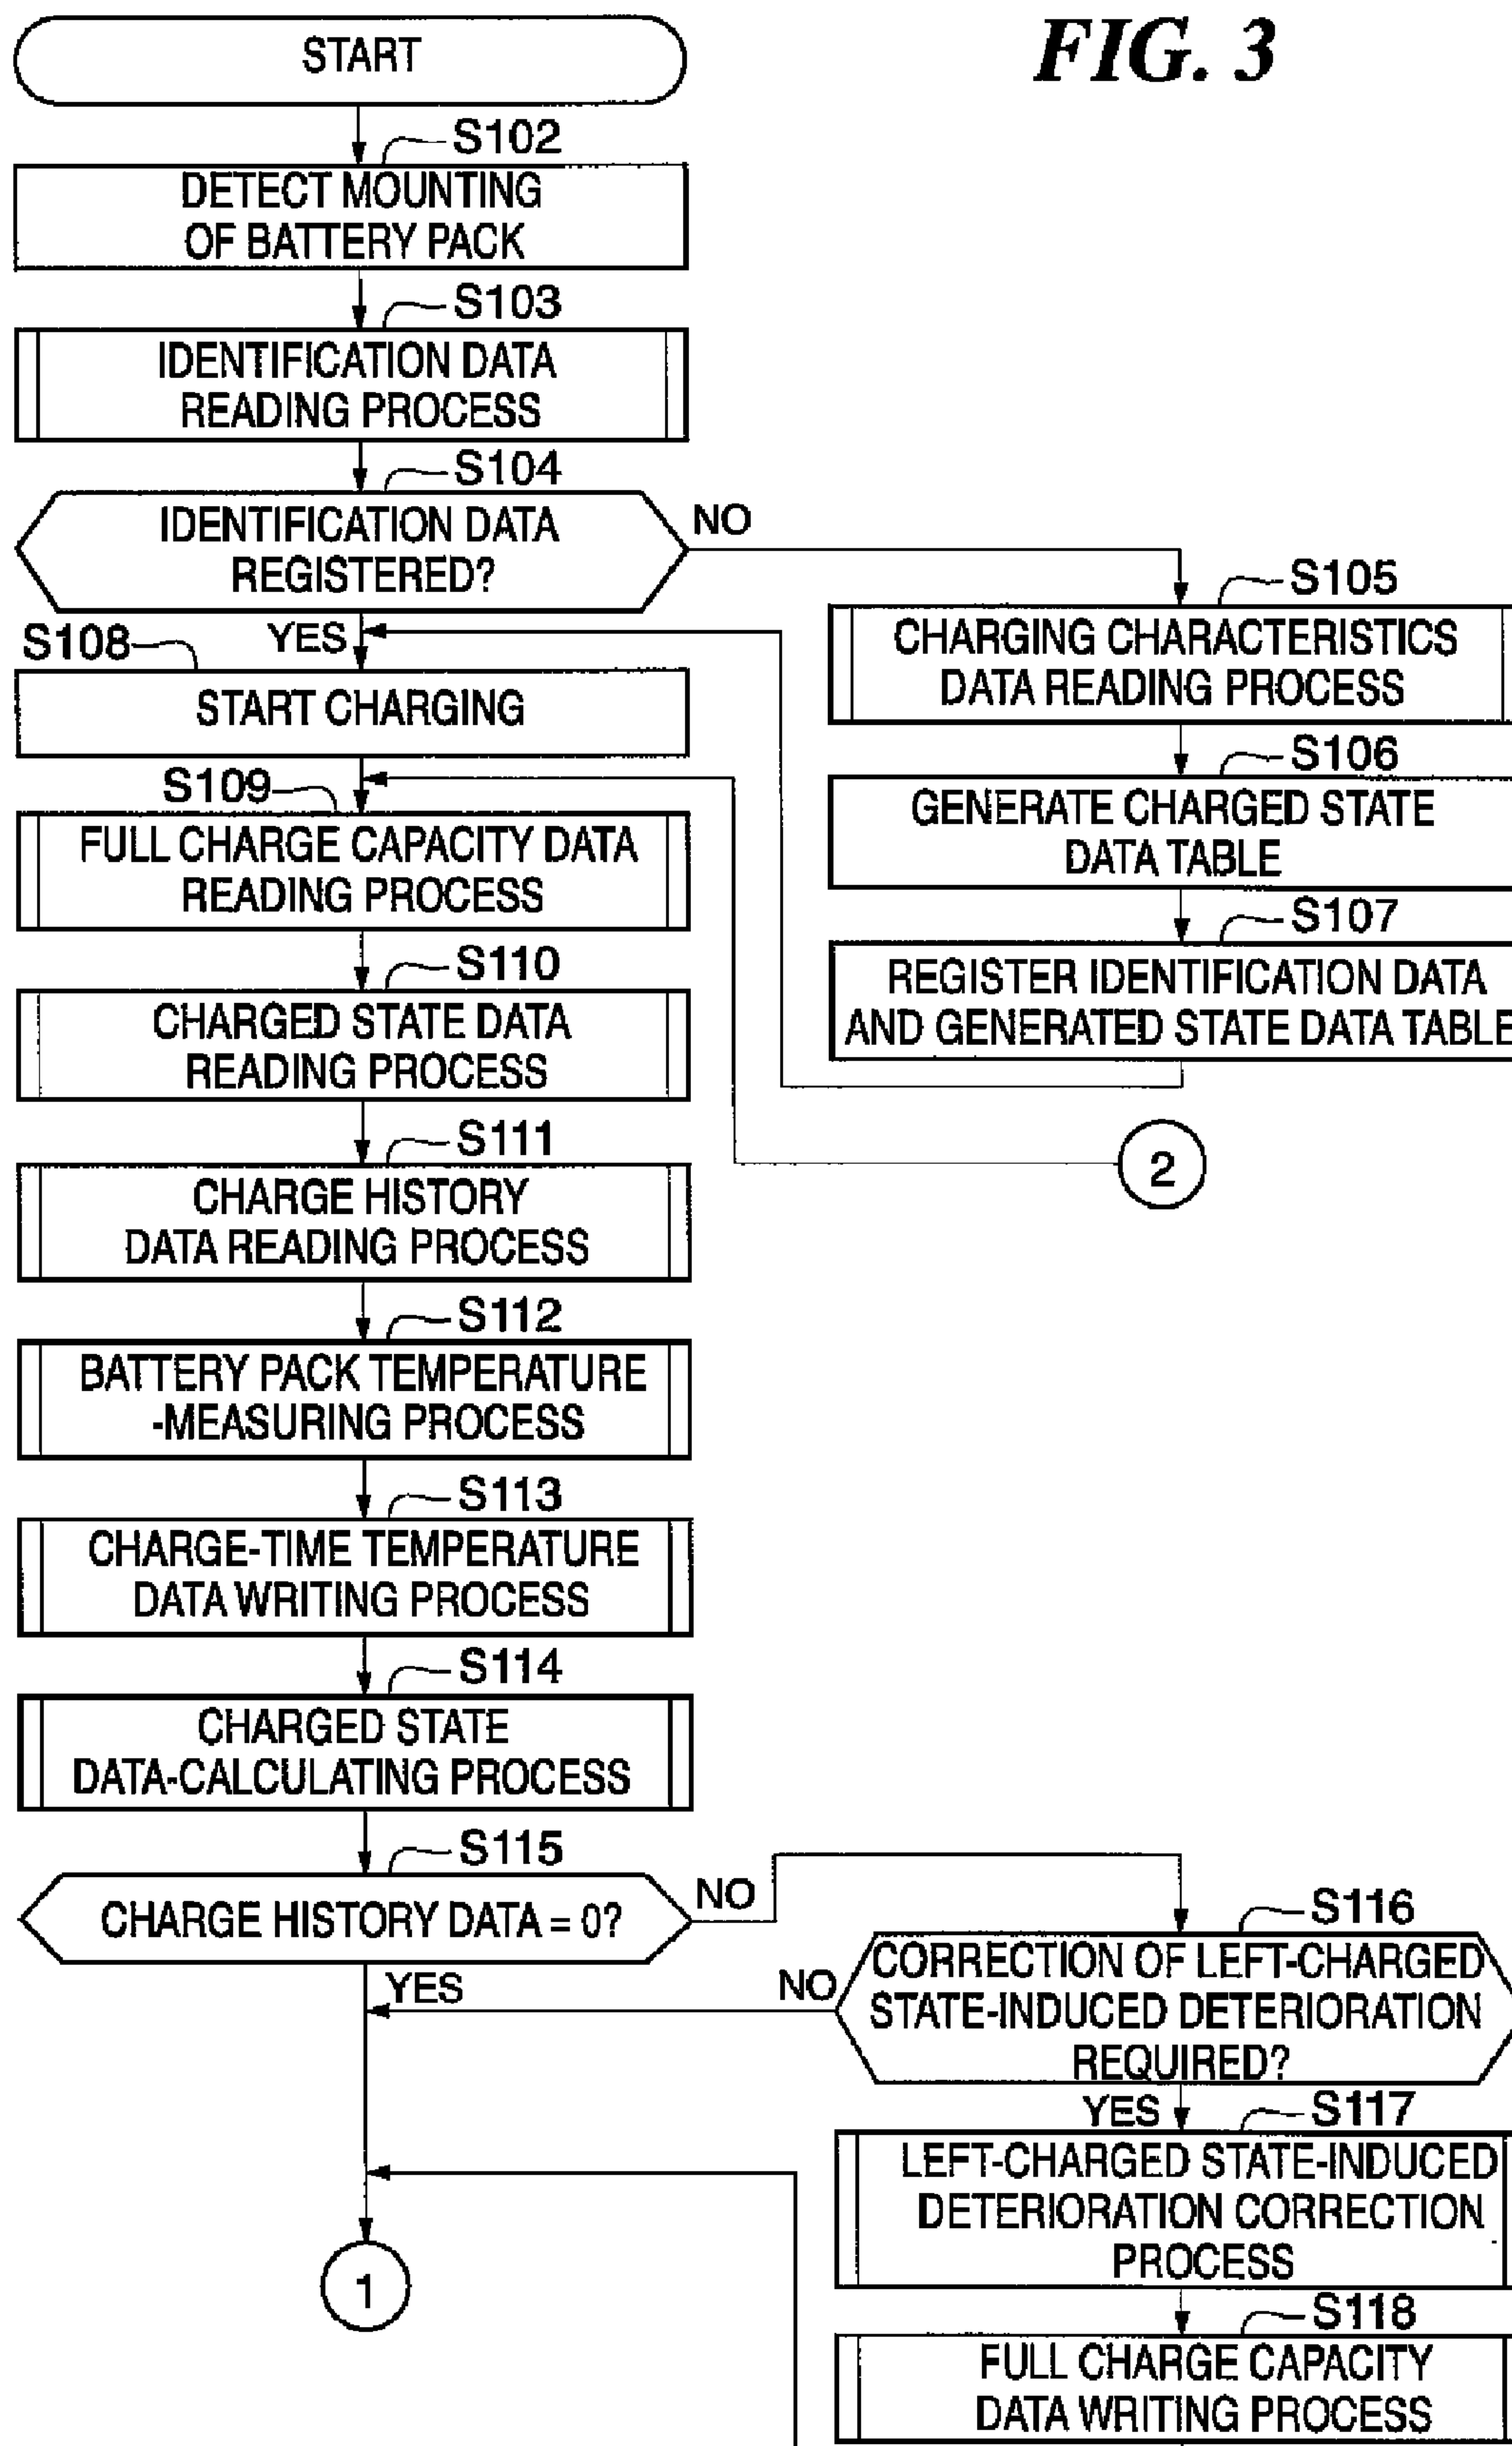 FIG. 3
START
S102
DETECT MOUNTING
OF BATTERY PACK
S103
IDENTIFICATION DATA
READING PROCESS
S104
IDENTIFICATION DATA
REGISTERED?
NO
YES
S105
CHARGING CHARACTERISTICS
DATA READING PROCESS
S106
GENERATE CHARGED STATE
DATA TABLE
S107
REGISTER IDENTIFICATION DATA
AND GENERATED STATE DATA TABLE
S108
START CHARGING
2
S109
FULL CHARGE CAPACITY DATA
READING PROCESS
S110
CHARGED STATE DATA
READING PROCESS
S111
CHARGE HISTORY
DATA READING PROCESS
S112
BATTERY PACK TEMPERATURE
-MEASURING PROCESS
S113
CHARGE-TIME TEMPERATURE
DATA WRITING PROCESS
S114
CHARGED STATE
DATA-CALCULATING PROCESS
S115
CHARGE HISTORY DATA = 0?
NO
YES
S116
CORRECTION OF LEFT-CHARGED
STATE-INDUCED DETERIORATION
REQUIRED?
NO
YES
S117
LEFT-CHARGED STATE-INDUCED
DETERIORATION CORRECTION
PROCESS
S118
FULL CHARGE CAPACITY
DATA WRITING PROCESS
1